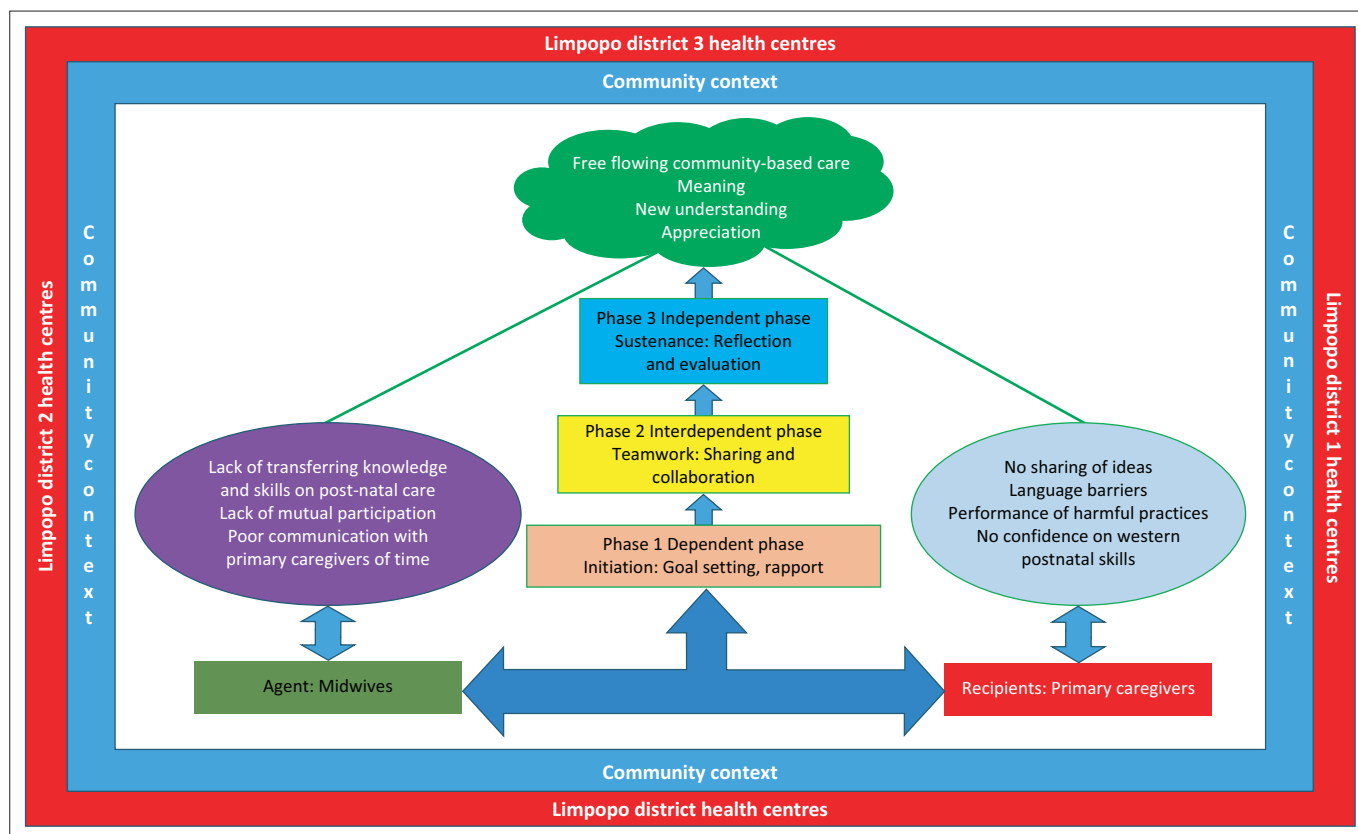 Limpopo district 3 health centres
Community context
Limpopo district 2 health centres
Community context
Free flowing community-based care
Meaning
New understanding
Appreciation
Phase 3 Independent phase
Sustenance: Reflection
and evaluation
Phase 2 Interdependent phase
Teamwork: Sharing and
collaboration
Phase 1 Dependent phase
Initiation: Goal setting, rapport
Lack of transferring knowledge
and skills on post-natal care
Lack of mutual participation
Poor communication with
primary caregivers of time
No sharing of ideas
Language barriers
Performance of harmful practices
No confidence on western
postnatal skills
Agent: Midwives
Recipients: Primary caregivers
Community context
Limpopo district 1 health centres
Community context
Limpopo district health centres